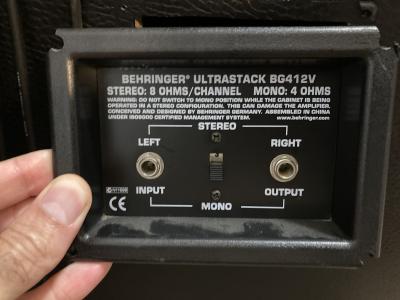 BEHRINGER® ULTRASTACK BG412V
STEREO: 8 OHMS/CHANNEL MONO: 4 OHMS
WARNING: DO NOT SWITCH TO MONO POSITION WHILE THE CABINET IS BEING
OPERATED IN A STEREO CONFIGURATION. THIS CAN DAMAGE THE AMPLIFIER.
CONCEIVED AND DESIGNED BY BEHRINGER GERMANY. ASSEMBLED IN CHINA
UNDER ISO9000 CERTIFIED MANAGEMENT SYSTEM. www.behringer.com
STEREO
LEFT RIGHT
INPUT OUTPUT
MONO
CE